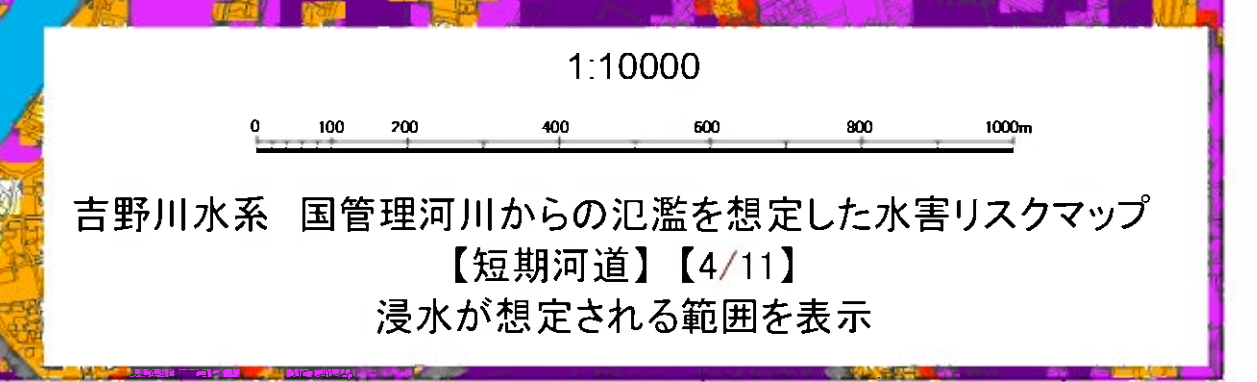 1:10000
0 100 200 400 600 800 1000m
吉野川水系　国管理河川からの氾濫を想定した水害リスクマップ
【短期河道】【4/11】
浸水が想定される範囲を表示